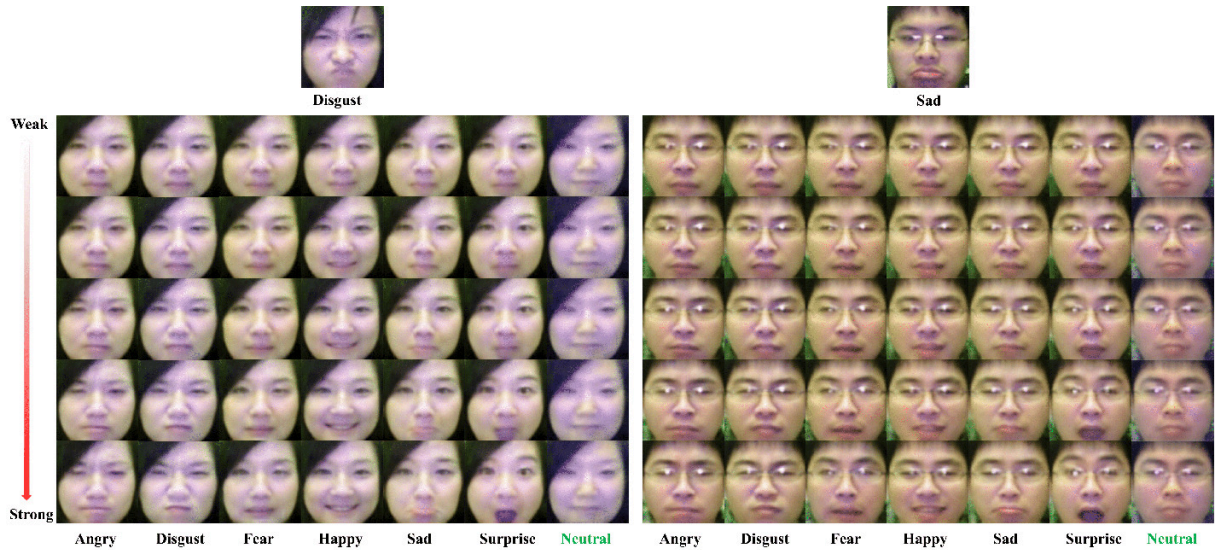 Disgust
Sad
Weak
Strong
Angry Disgust Fear Happy Sad Surprise Neutral
Angry Disgust Fear Happy Sad Surprise Neutral